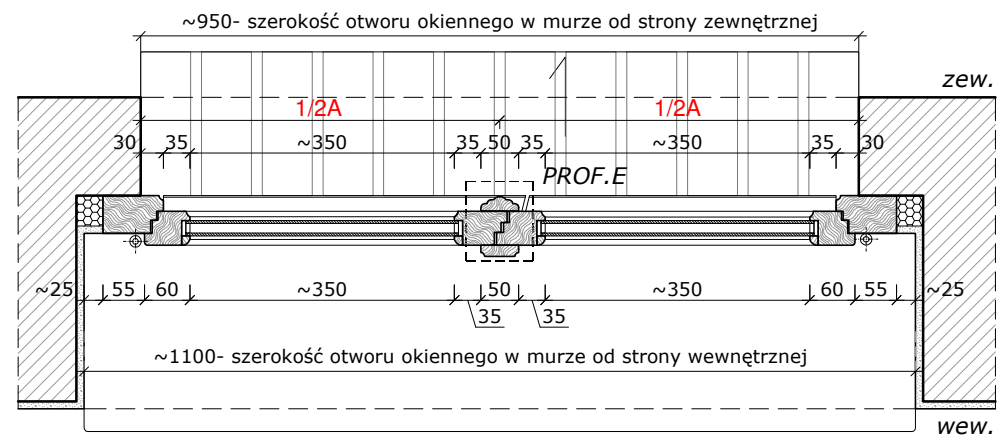 ~950- szerokość otworu okiennego w murze od strony zewnętrznej
zew.
1/2A 1/2A
30 35 ~350 35 50 35 ~350 35 30
PROF.E
~25 55 60 ~350 50 ~350 60 55 ~25
35 35
~1100- szerokość otworu okiennego w murze od strony wewnętrznej
wew.